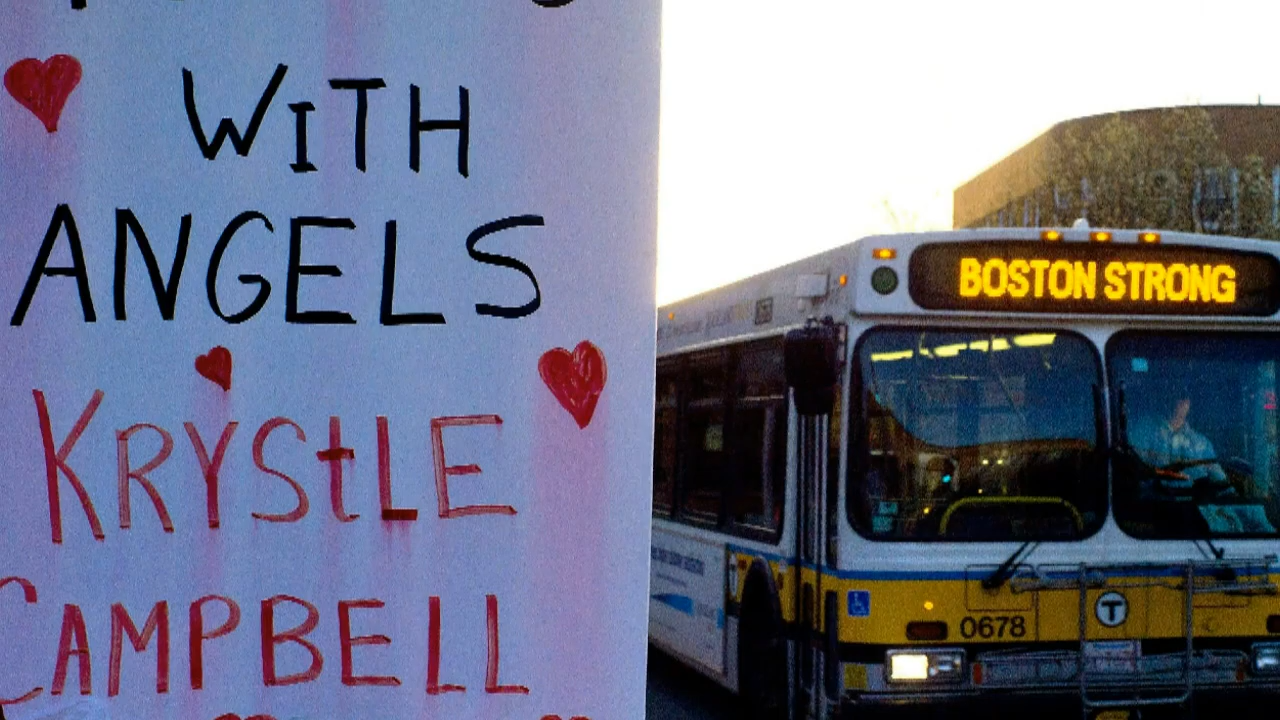 WITH
ANGELS
KRYStLE
CAMPBELL
BOSTON STRONG
0678
T